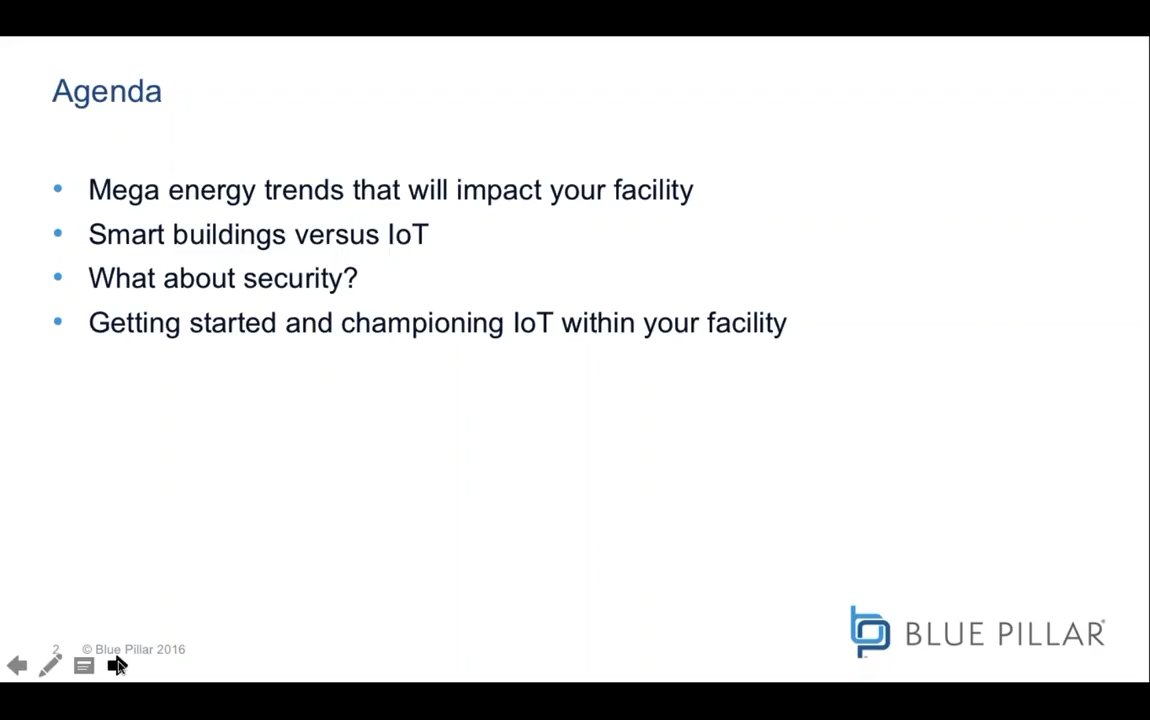 Agenda
• Mega energy trends that will impact your facility
• Smart buildings versus IoT
• What about security?
• Getting started and championing IoT within your facility
2 © Blue Pillar 2016
BLUE PILLAR®